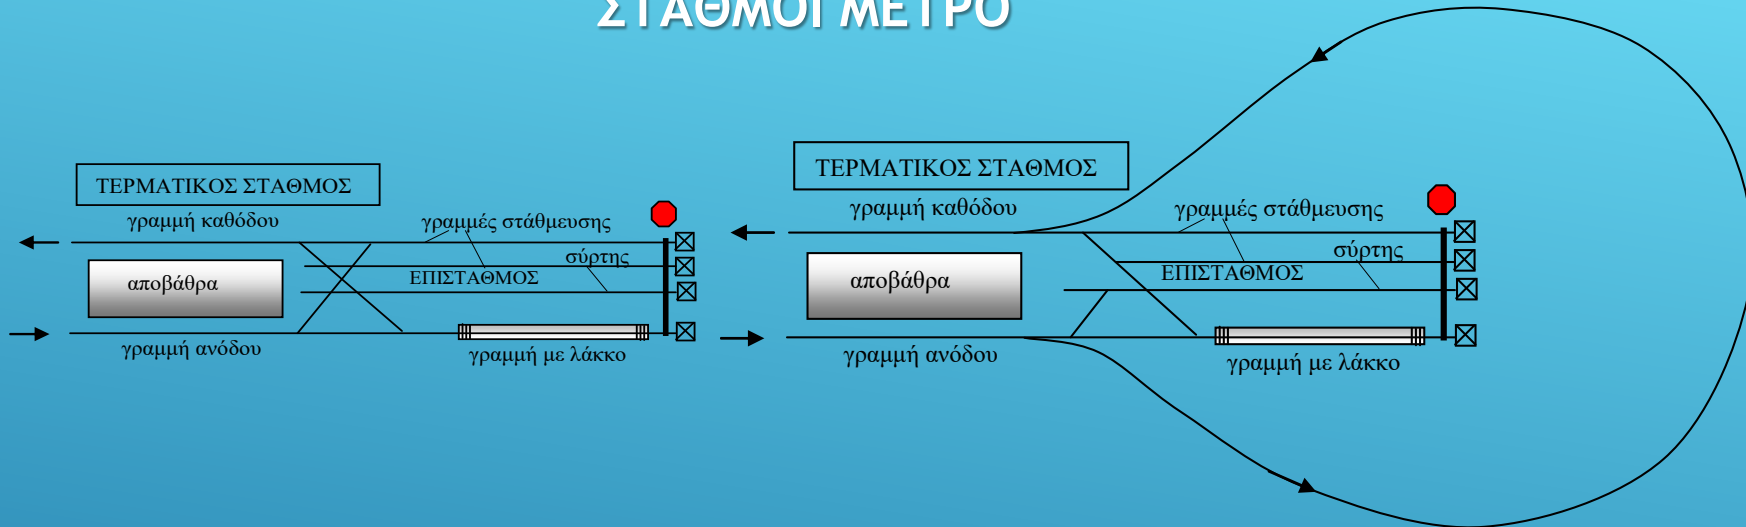 ΣΤΑΘΜΟΙ ΜΕΤΡΟ
ΤΕΡΜΑΤΙΚΟΣ ΣΤΑΘΜΟΣ
γραμμή καθόδου
γραμμές στάθμευσης
σύρτης
ΕΠΙΣΤΑΘΜΟΣ
αποβάθρα
γραμμή ανόδου
γραμμή με λάκκο
ΤΕΡΜΑΤΙΚΟΣ ΣΤΑΘΜΟΣ
γραμμή καθόδου
γραμμές στάθμευσης
σύρτης
ΕΠΙΣΤΑΘΜΟΣ
αποβάθρα
γραμμή ανόδου
γραμμή με λάκκο